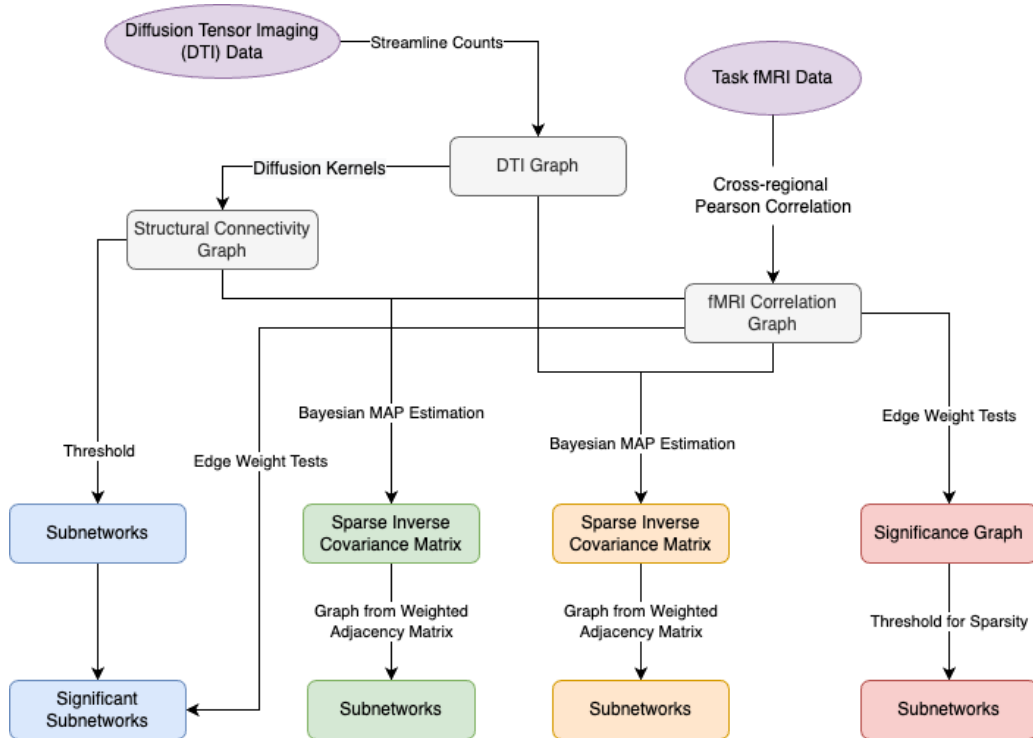 Diffusion Tensor Imaging
(DTI) Data
Streamline Counts
Task fMRI Data
DTI Graph
Diffusion Kernels
Cross-regional
Pearson Correlation
Structural Connectivity
Graph
fMRI Correlation
Graph
Bayesian MAP Estimation
Edge Weight Tests
Bayesian MAP Estimation
Threshold
Edge Weight Tests
Subnetworks
Sparse Inverse
Covariance Matrix
Sparse Inverse
Covariance Matrix
Significance Graph
Graph from Weighted
Adjacency Matrix
Graph from Weighted
Adjacency Matrix
Threshold for Sparsity
Significant
Subnetworks
Subnetworks
Subnetworks
Subnetworks